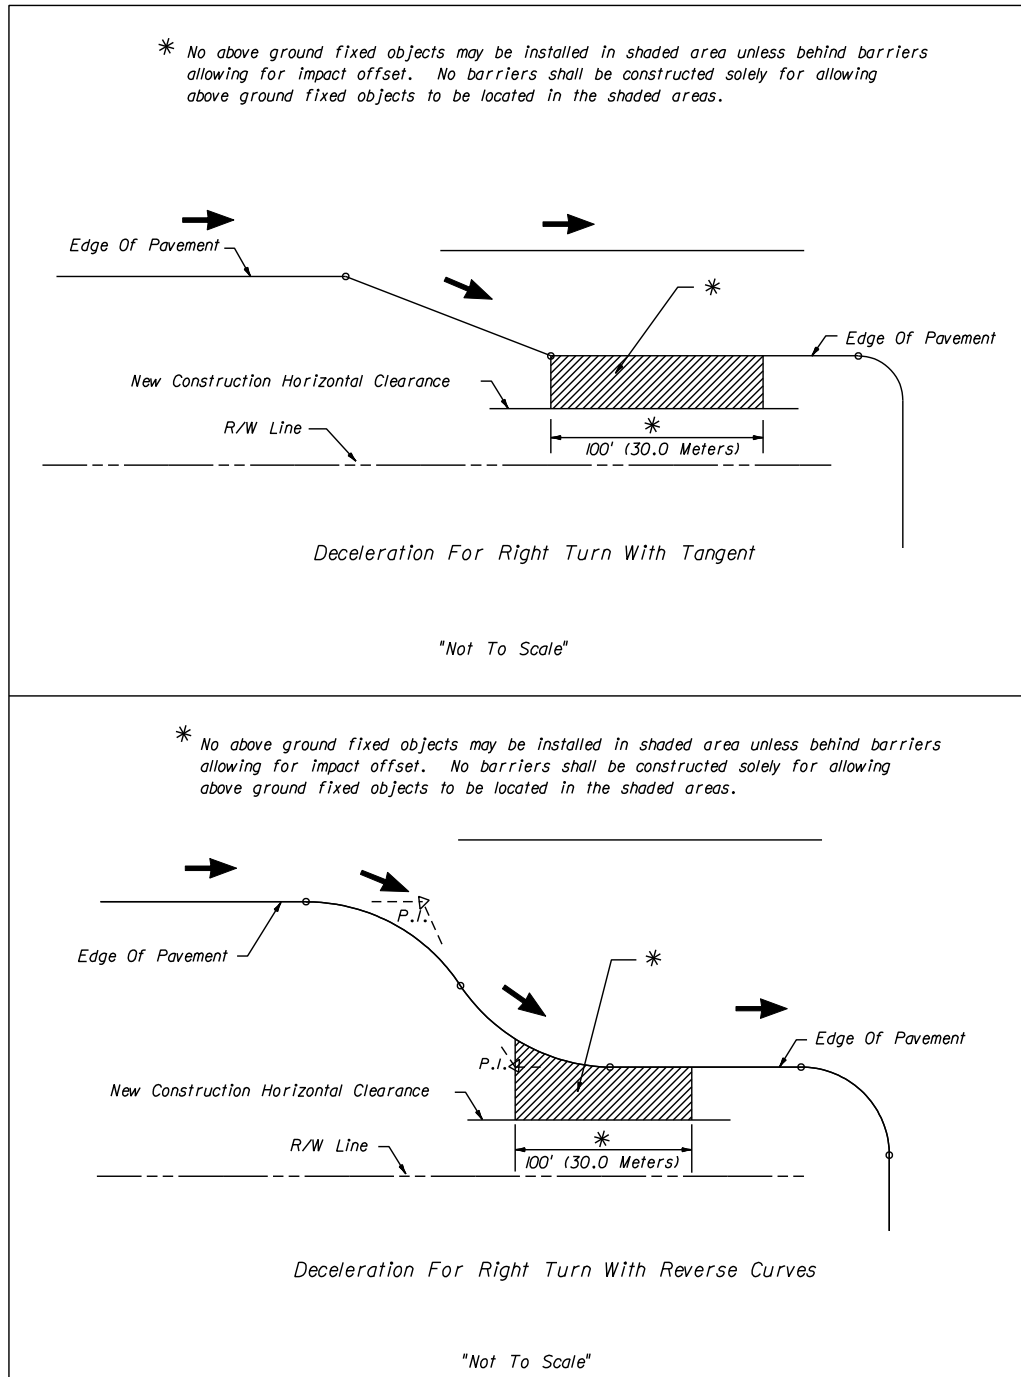 * No above ground fixed objects may be installed in shaded area unless behind barriers
allowing for impact offset. No barriers shall be constructed solely for allowing
above ground fixed objects to be located in the shaded areas.
Edge Of Pavement
*
Edge Of Pavement
New Construction Horizontal Clearance
R/W Line
*
100' (30.0 Meters)
Deceleration For Right Turn With Tangent
"Not To Scale"
* No above ground fixed objects may be installed in shaded area unless behind barriers
allowing for impact offset. No barriers shall be constructed solely for allowing
above ground fixed objects to be located in the shaded areas.
P.I.
Edge Of Pavement
*
Edge Of Pavement
P.I.
New Construction Horizontal Clearance
R/W Line
*
100' (30.0 Meters)
Deceleration For Right Turn With Reverse Curves
"Not To Scale"